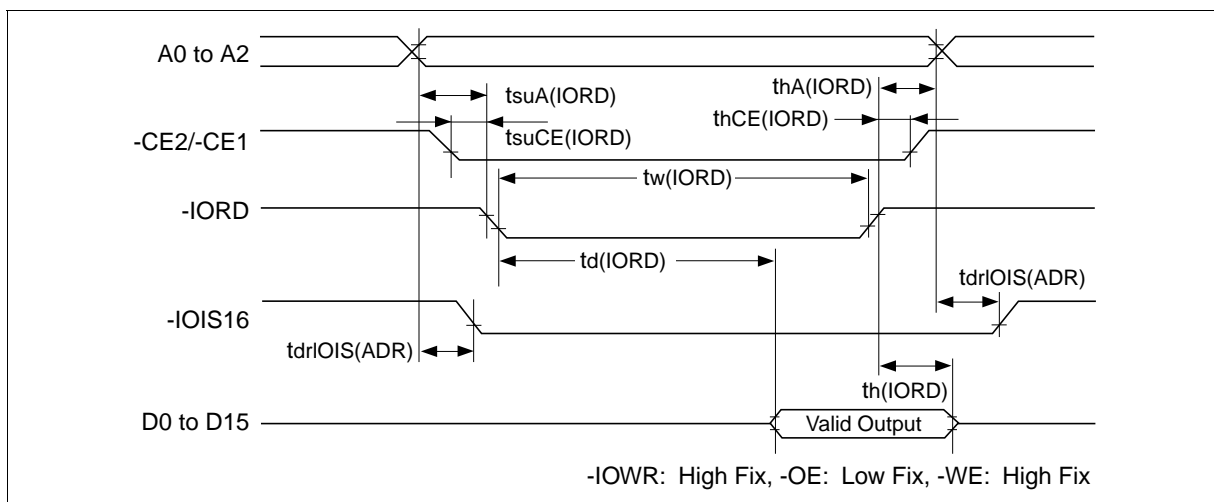 A0 to A2
tsuA(IORD)
thA(IORD)
tsuCE(IORD)
thCE(IORD)
-CE2/-CE1
tw(IORD)
-IORD
td(IORD)
tdrIOIS(ADR)
-IOIS16
tdrIOIS(ADR)
th(IORD)
D0 to D15
Valid Output
-IOWR: High Fix, -OE: Low Fix, -WE: High Fix